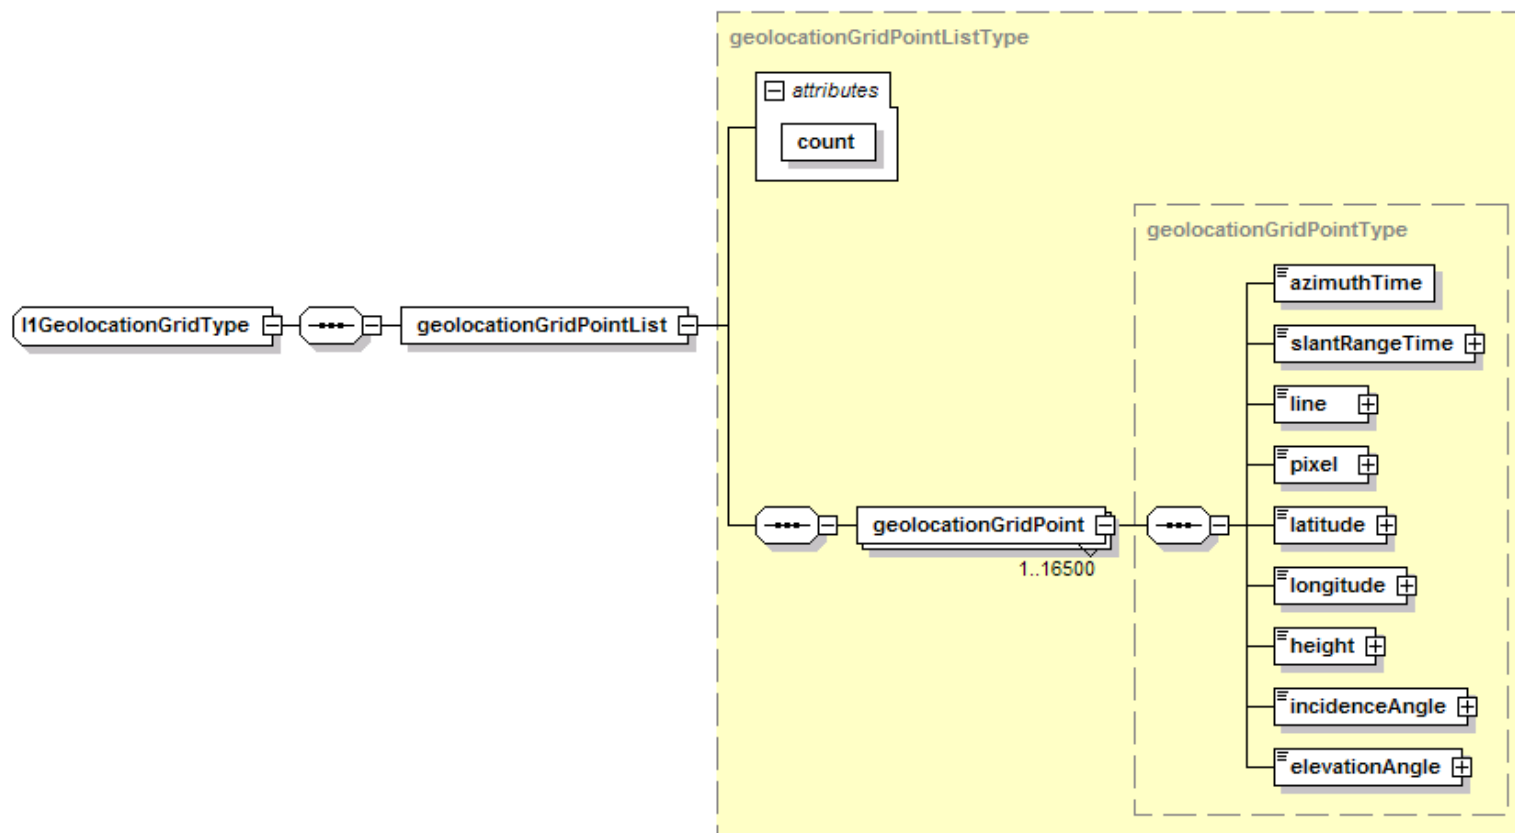 geolocationGridPointListType
attributes
count
geolocationGridPointType
azimuthTime
slantRangeTime
l1GeolocationGridType
geolocationGridPointList
line
pixel
geolocationGridPoint
1..16500
latitude
longitude
height
incidenceAngle
elevationAngle